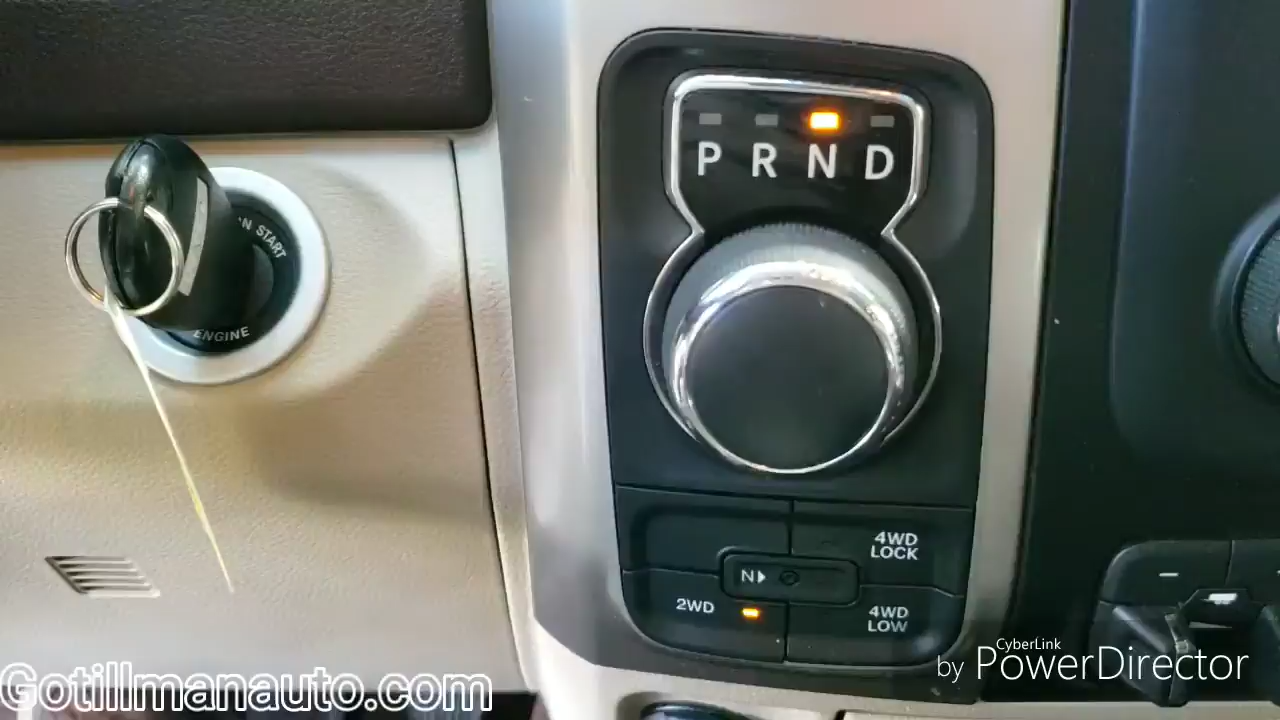 P R N D
N START
ENGINE
4WD
LOCK
N
2WD
4WD
LOW
CyberLink
by PowerDirector
Gotillmanauto.com